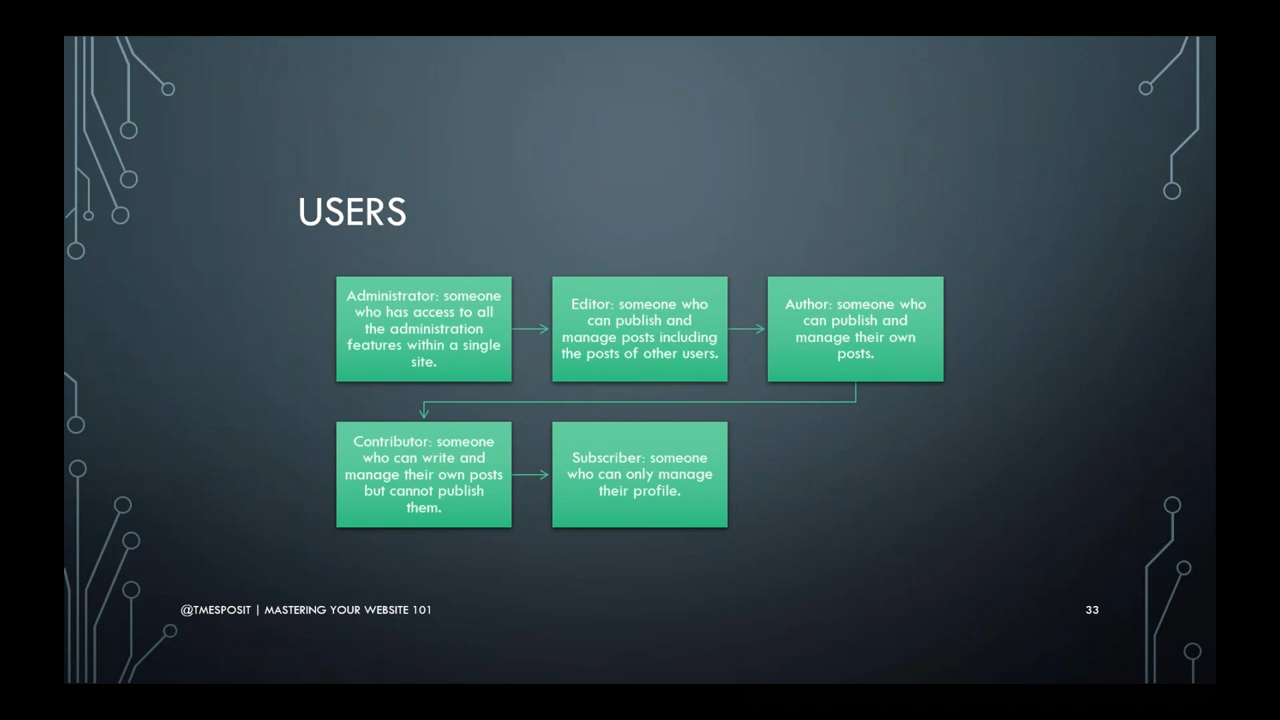 USERS
Administrator: someone
who has access to all
the administration
features within a single
site.
Editor: someone who
can publish and
manage posts including
the posts of other users.
Author: someone who
can publish and
manage their own
posts.
Contributor: someone
who can write and
manage their own posts
but cannot publish
them.
Subscriber: someone
who can only manage
their profile.
@TMESPOSIT | MASTERING YOUR WEBSITE 101
33